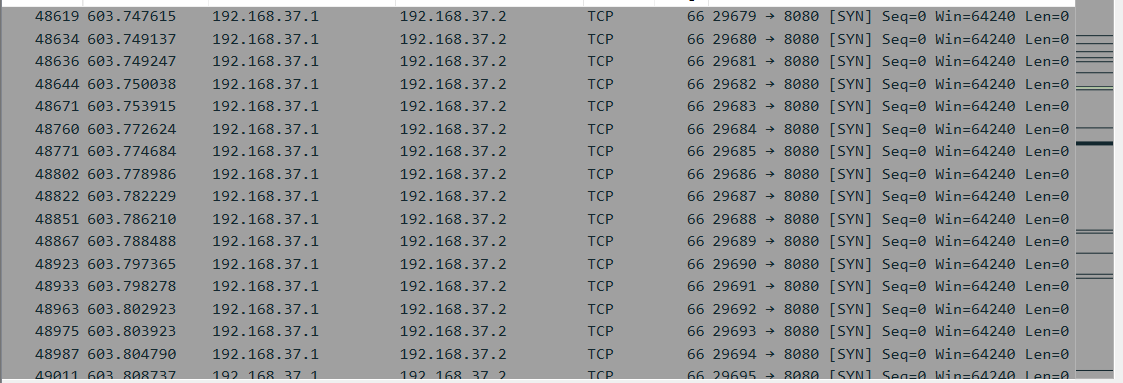 48619 603.747615 192.168.37.1 192.168.37.2 TCP 66 29679 → 8080 [SYN] Seq=0 Win=64240 Len=0
48634 603.749137 192.168.37.1 192.168.37.2 TCP 66 29680 → 8080 [SYN] Seq=0 Win=64240 Len=0
48636 603.749247 192.168.37.1 192.168.37.2 TCP 66 29681 → 8080 [SYN] Seq=0 Win=64240 Len=0
48644 603.750038 192.168.37.1 192.168.37.2 TCP 66 29682 → 8080 [SYN] Seq=0 Win=64240 Len=0
48671 603.753915 192.168.37.1 192.168.37.2 TCP 66 29683 → 8080 [SYN] Seq=0 Win=64240 Len=0
48760 603.772624 192.168.37.1 192.168.37.2 TCP 66 29684 → 8080 [SYN] Seq=0 Win=64240 Len=0
48771 603.774684 192.168.37.1 192.168.37.2 TCP 66 29685 → 8080 [SYN] Seq=0 Win=64240 Len=0
48802 603.778986 192.168.37.1 192.168.37.2 TCP 66 29686 → 8080 [SYN] Seq=0 Win=64240 Len=0
48822 603.782229 192.168.37.1 192.168.37.2 TCP 66 29687 → 8080 [SYN] Seq=0 Win=64240 Len=0
48851 603.786210 192.168.37.1 192.168.37.2 TCP 66 29688 → 8080 [SYN] Seq=0 Win=64240 Len=0
48867 603.788488 192.168.37.1 192.168.37.2 TCP 66 29689 → 8080 [SYN] Seq=0 Win=64240 Len=0
48923 603.797365 192.168.37.1 192.168.37.2 TCP 66 29690 → 8080 [SYN] Seq=0 Win=64240 Len=0
48933 603.798278 192.168.37.1 192.168.37.2 TCP 66 29691 → 8080 [SYN] Seq=0 Win=64240 Len=0
48963 603.802923 192.168.37.1 192.168.37.2 TCP 66 29692 → 8080 [SYN] Seq=0 Win=64240 Len=0
48975 603.803923 192.168.37.1 192.168.37.2 TCP 66 29693 → 8080 [SYN] Seq=0 Win=64240 Len=0
48987 603.804790 192.168.37.1 192.168.37.2 TCP 66 29694 → 8080 [SYN] Seq=0 Win=64240 Len=0
49011 603.808737 192.168.37.1 192.168.37.2 TCP 66 29695 → 8080 [SYN] Seq=0 Win=64240 Len=0